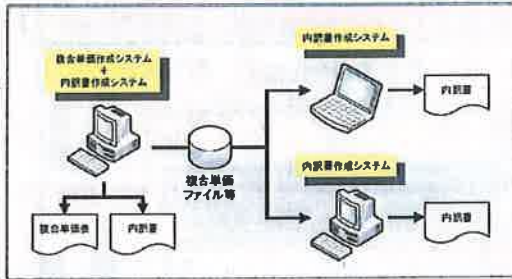 複合単価作成システム
+
内訳書作成システム
複合単価
ファイル等
複合単価表
内訳書
内訳書作成システム
内訳書
内訳書作成システム
内訳書